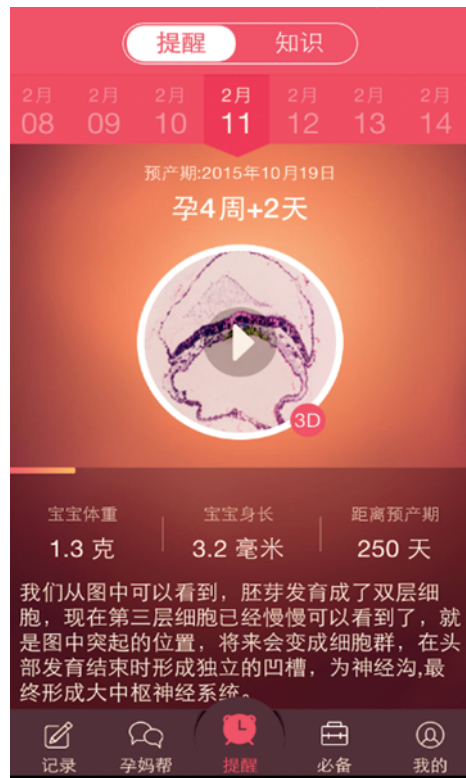 提醒 知识
2月 2月 2月 2月 2月 2月 2月
08 09 10 11 12 13 14
预产期:2015年10月19日
孕4周+2天
3D
宝宝体重 宝宝身长 距离预产期
1.3 克 3.2 毫米 250 天
我们从图中可以看到，胚芽发育成了双层细
胞，现在第三层细胞已经慢慢可以看到了，就
是图中突起的位置，将来会变成细胞群，在头
部发育结束时形成独立的凹槽，为神经沟,最
终形成大中枢神经系统。
记录 孕妈帮 提醒 必备 我的